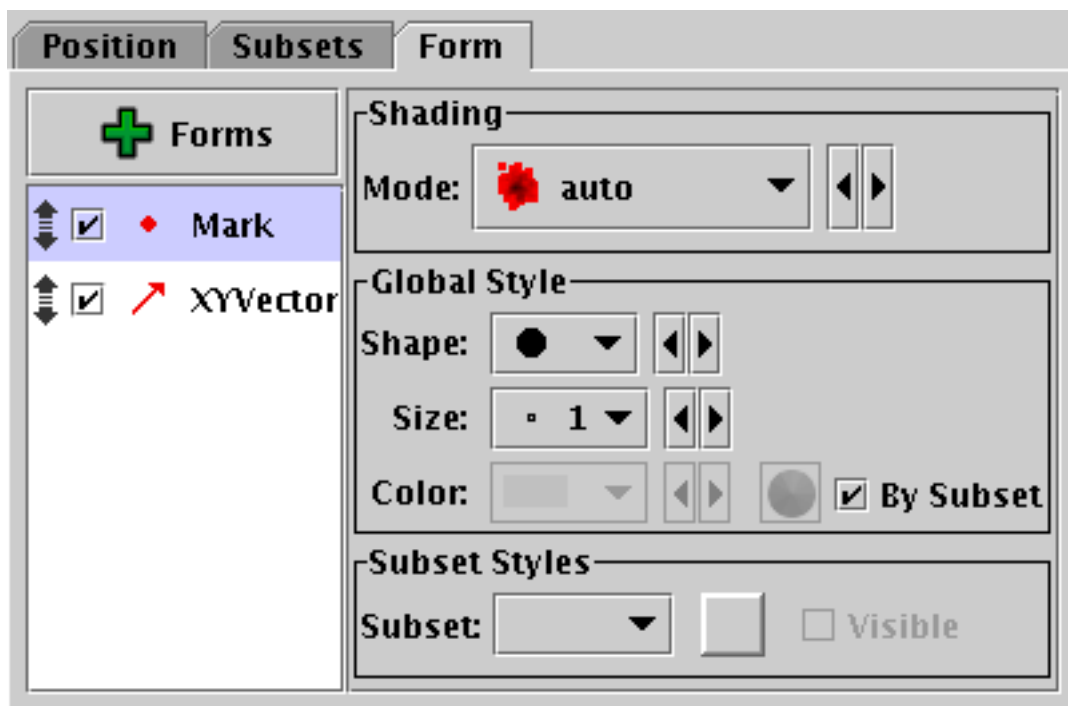 Position Subsets Form
Forms
Mark
XYVector
Shading
Mode: auto
Global Style
Shape:
Size: 1
Color: By Subset
Subset Styles
Subset: Visible